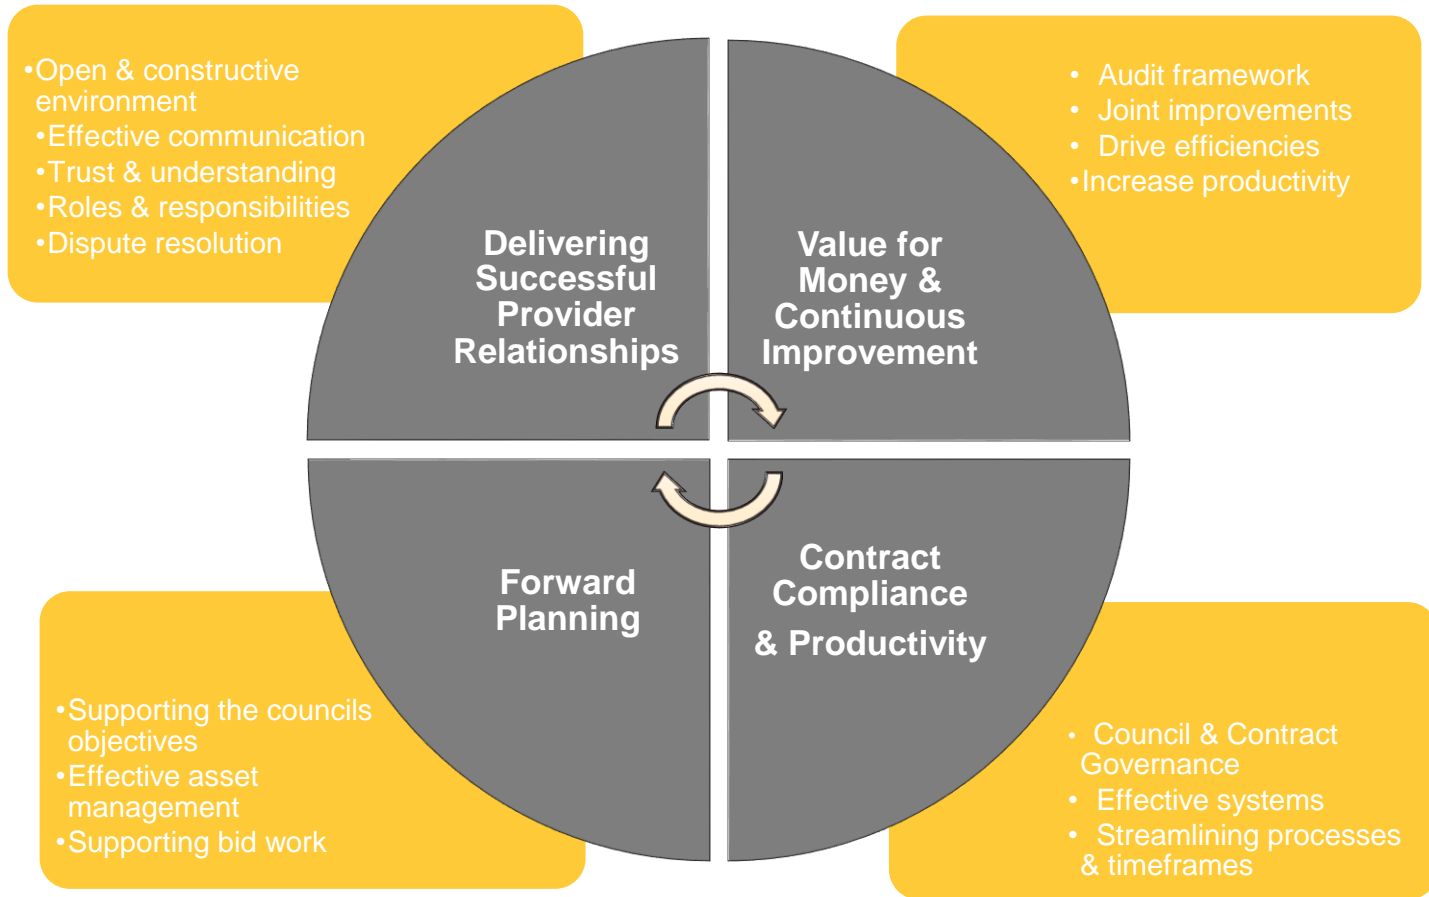 •Open & constructive
environment
•Effective communication
•Trust & understanding
•Roles & responsibilities
•Dispute resolution
• Audit framework
• Joint improvements
• Drive efficiencies
•Increase productivity
Delivering
Successful
Provider
Relationships
Value for
Money &
Continuous
Improvement
Forward
Planning
Contract
Compliance
& Productivity
•Supporting the councils
objectives
•Effective asset
management
•Supporting bid work
• Council & Contract
Governance
• Effective systems
• Streamlining processes
& timeframes